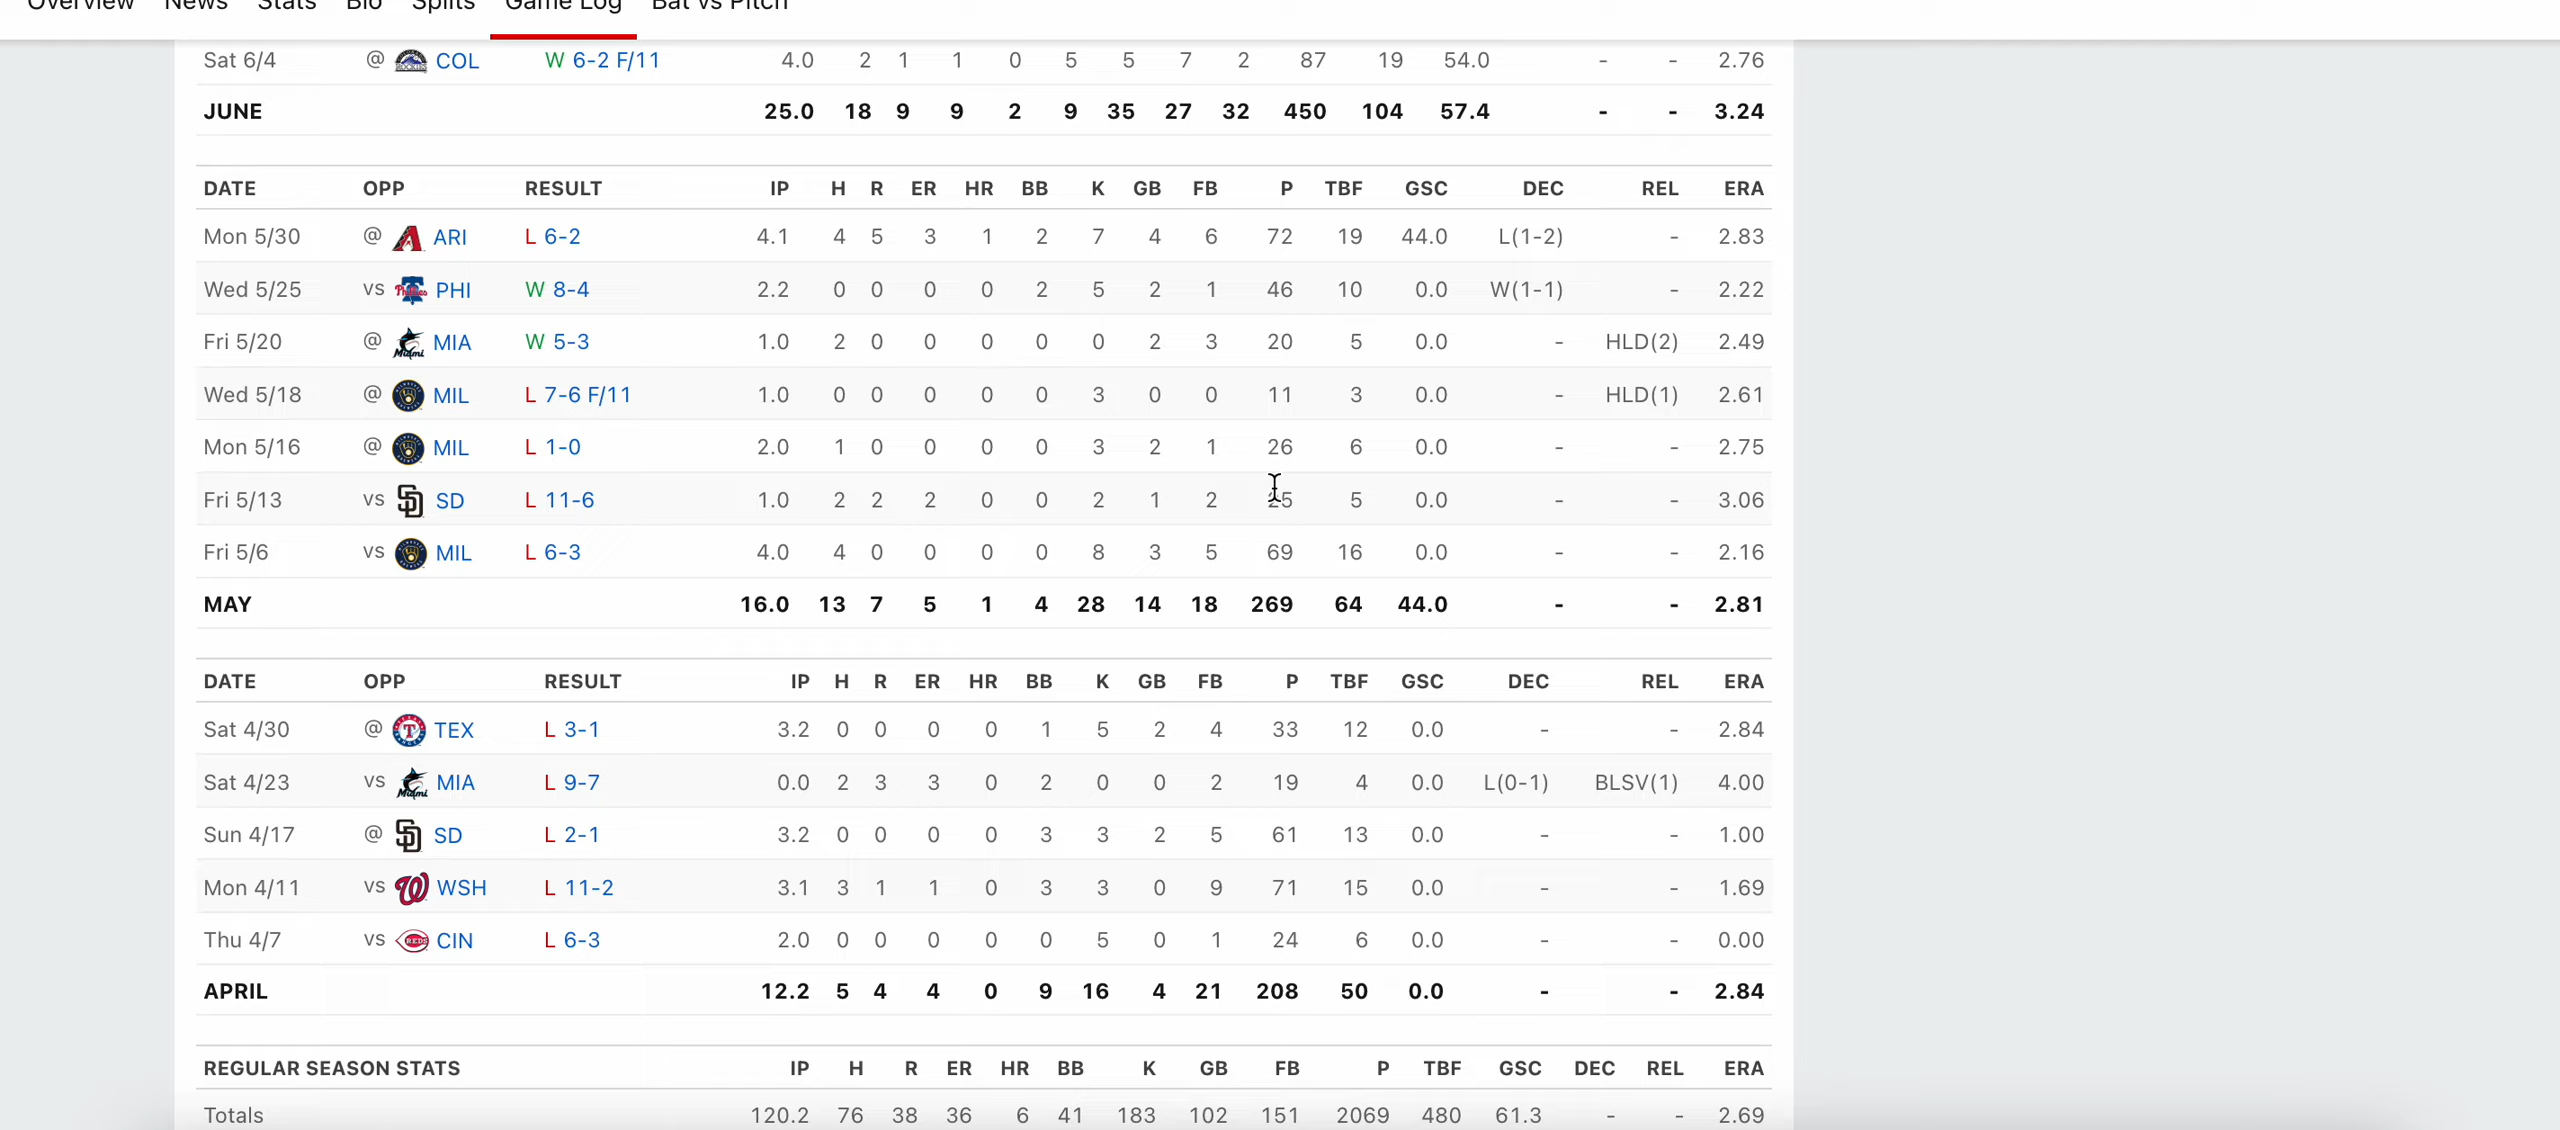 Overview News Stats Bio Splits Game Log Bat vs Pitch
Sat 6/4 @ COL W 6-2 F/11 4.0 2 1 1 0 5 5 7 2 87 19 54.0 - - 2.76
JUNE 25.0 18 9 9 2 9 35 27 32 450 104 57.4 - - 3.24
DATE OPP RESULT IP H R ER HR BB K GB FB P TBF GSC DEC REL ERA
Mon 5/30 @ ARI L 6-2 4.1 4 5 3 1 2 7 4 6 72 19 44.0 L(1-2) - 2.83
Wed 5/25 vs Phillies PHI W 8-4 2.2 0 0 0 0 2 5 2 1 46 10 0.0 W(1-1) - 2.22
Fri 5/20 @ Miami MIA W 5-3 1.0 2 0 0 0 0 0 2 3 20 5 0.0 - HLD(2) 2.49
Wed 5/18 @ MIL L 7-6 F/11 1.0 0 0 0 0 0 3 0 0 11 3 0.0 - HLD(1) 2.61
Mon 5/16 @ MIL L 1-0 2.0 1 0 0 0 0 3 2 1 26 6 0.0 - - 2.75
Fri 5/13 vs SD SD L 11-6 1.0 2 2 2 0 0 2 1 2 25 5 0.0 - - 3.06
Fri 5/6 vs MIL L 6-3 4.0 4 0 0 0 0 8 3 5 69 16 0.0 - - 2.16
MAY 16.0 13 7 5 1 4 28 14 18 269 64 44.0 - - 2.81
DATE OPP RESULT IP H R ER HR BB K GB FB P TBF GSC DEC REL ERA
Sat 4/30 @ T TEX L 3-1 3.2 0 0 0 0 1 5 2 4 33 12 0.0 - - 2.84
Sat 4/23 vs Miami MIA L 9-7 0.0 2 3 3 0 2 0 0 2 19 4 0.0 L(0-1) BLSV(1) 4.00
Sun 4/17 @ SD SD L 2-1 3.2 0 0 0 0 3 3 2 5 61 13 0.0 - - 1.00
Mon 4/11 vs W WSH L 11-2 3.1 3 1 1 0 3 3 0 9 71 15 0.0 - - 1.69
Thu 4/7 vs REDS CIN L 6-3 2.0 0 0 0 0 0 5 0 1 24 6 0.0 - - 0.00
APRIL 12.2 5 4 4 0 9 16 4 21 208 50 0.0 - - 2.84
REGULAR SEASON STATS IP H R ER HR BB K GB FB P TBF GSC DEC REL ERA
Totals 120.2 76 38 36 6 41 183 102 151 2069 480 61.3 - - 2.69